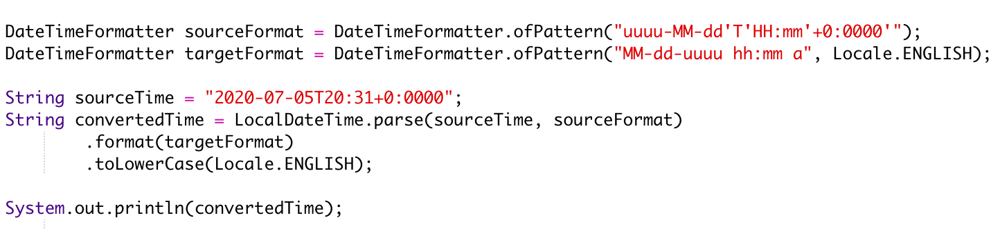 DateTimeFormatter sourceFormat = DateTimeFormatter.ofPattern("uuuu-MM-dd'T'HH:mm'+0:0000'");
DateTimeFormatter targetFormat = DateTimeFormatter.ofPattern("MM-dd-uuuu hh:mm a", Locale.ENGLISH);
String sourceTime = "2020-07-05T20:31+0:0000";
String convertedTime = LocalDateTime.parse(sourceTime, sourceFormat)
.format(targetFormat)
.toLowerCase(Locale.ENGLISH);
System.out.println(convertedTime);